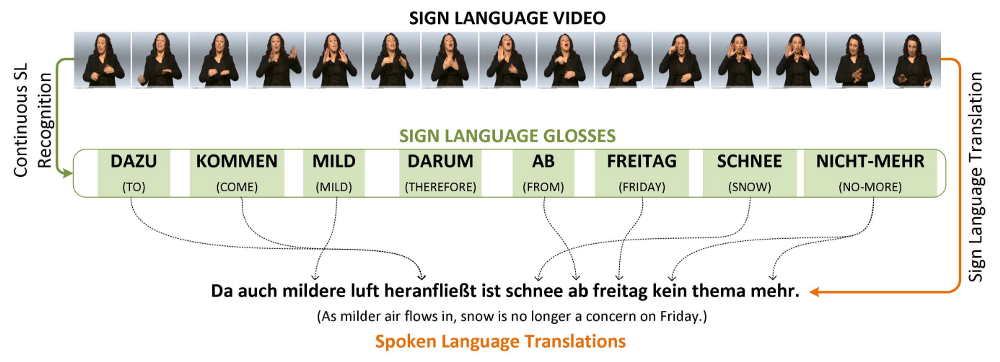 SIGN LANGUAGE VIDEO
Continuous SL
Recognition
SIGN LANGUAGE GLOSSES
DAZU KOMMEN MILD DARUM AB FREITAG SCHNEE NICHT-MEHR
(TO) (COME) (MILD) (THEREFORE) (FROM) (FRIDAY) (SNOW) (NO-MORE)
Sign Language Translation
Da auch mildere luft heranfließt ist schnee ab freitag kein thema mehr.
(As milder air flows in, snow is no longer a concern on Friday.)
Spoken Language Translations